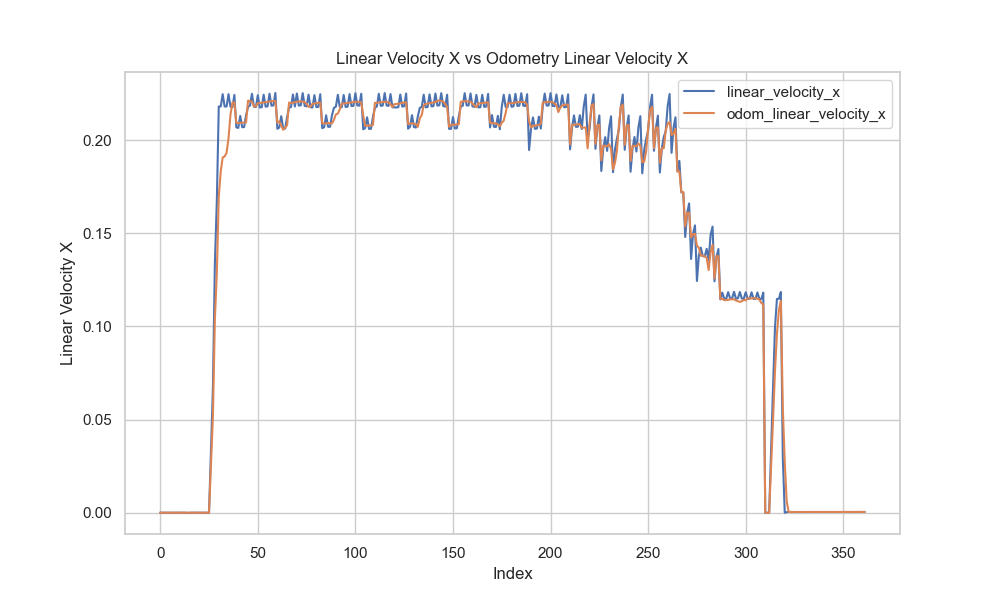 Linear Velocity X vs Odometry Linear Velocity X
linear_velocity_x
odom_linear_velocity_x
Linear Velocity X
0.20
0.15
0.10
0.05
0.00
0 50 100 150 200 250 300 350
Index